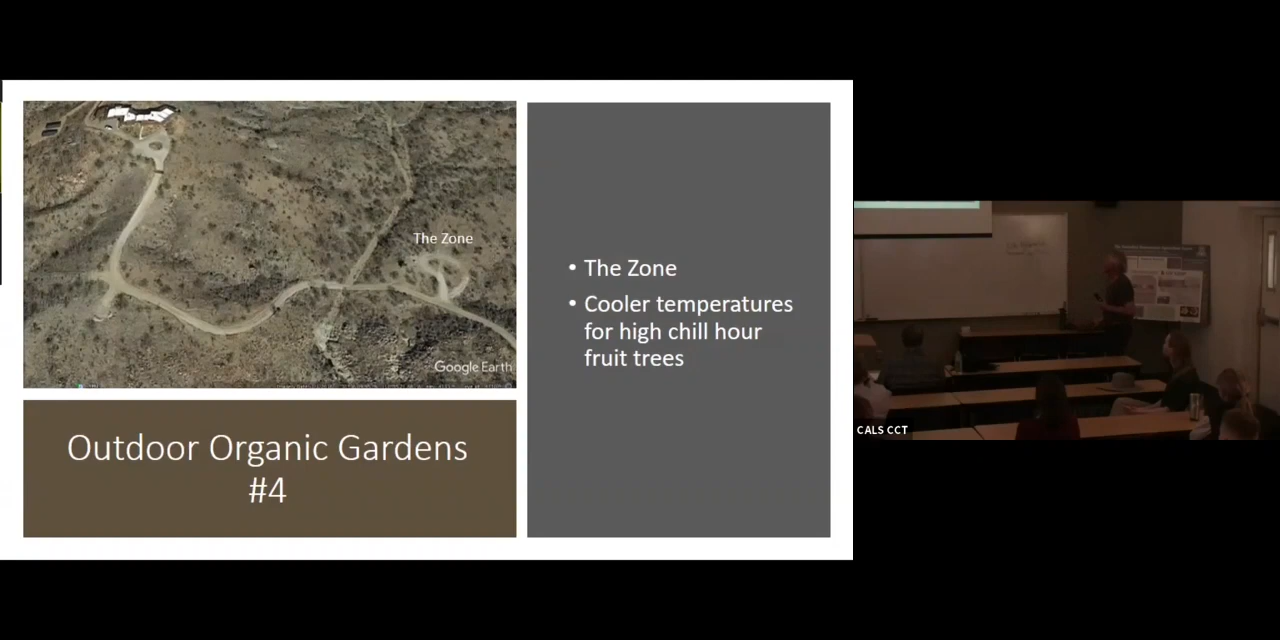 The Zone
Google Earth
Outdoor Organic Gardens
#4
• The Zone
• Cooler temperatures
for high chill hour
fruit trees
CALS CCT